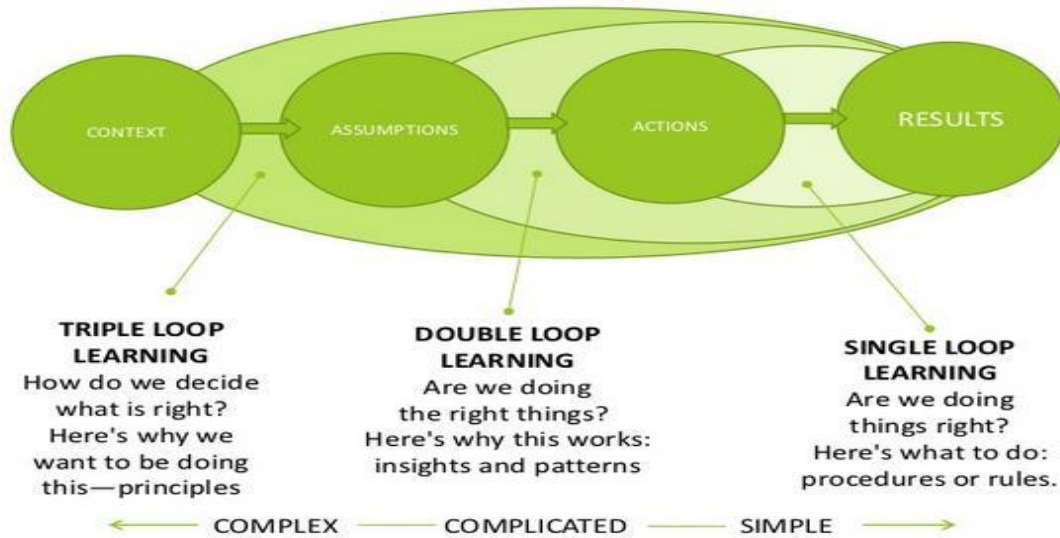 CONTEXT
ASSUMPTIONS
ACTIONS
RESULTS
TRIPLE LOOP
LEARNING
How do we decide
what is right?
Here's why we
want to be doing
this—principles
DOUBLE LOOP
LEARNING
Are we doing
the right things?
Here's why this works:
insights and patterns
SINGLE LOOP
LEARNING
Are we doing
things right?
Here's what to do:
procedures or rules.
COMPLEX COMPLICATED SIMPLE